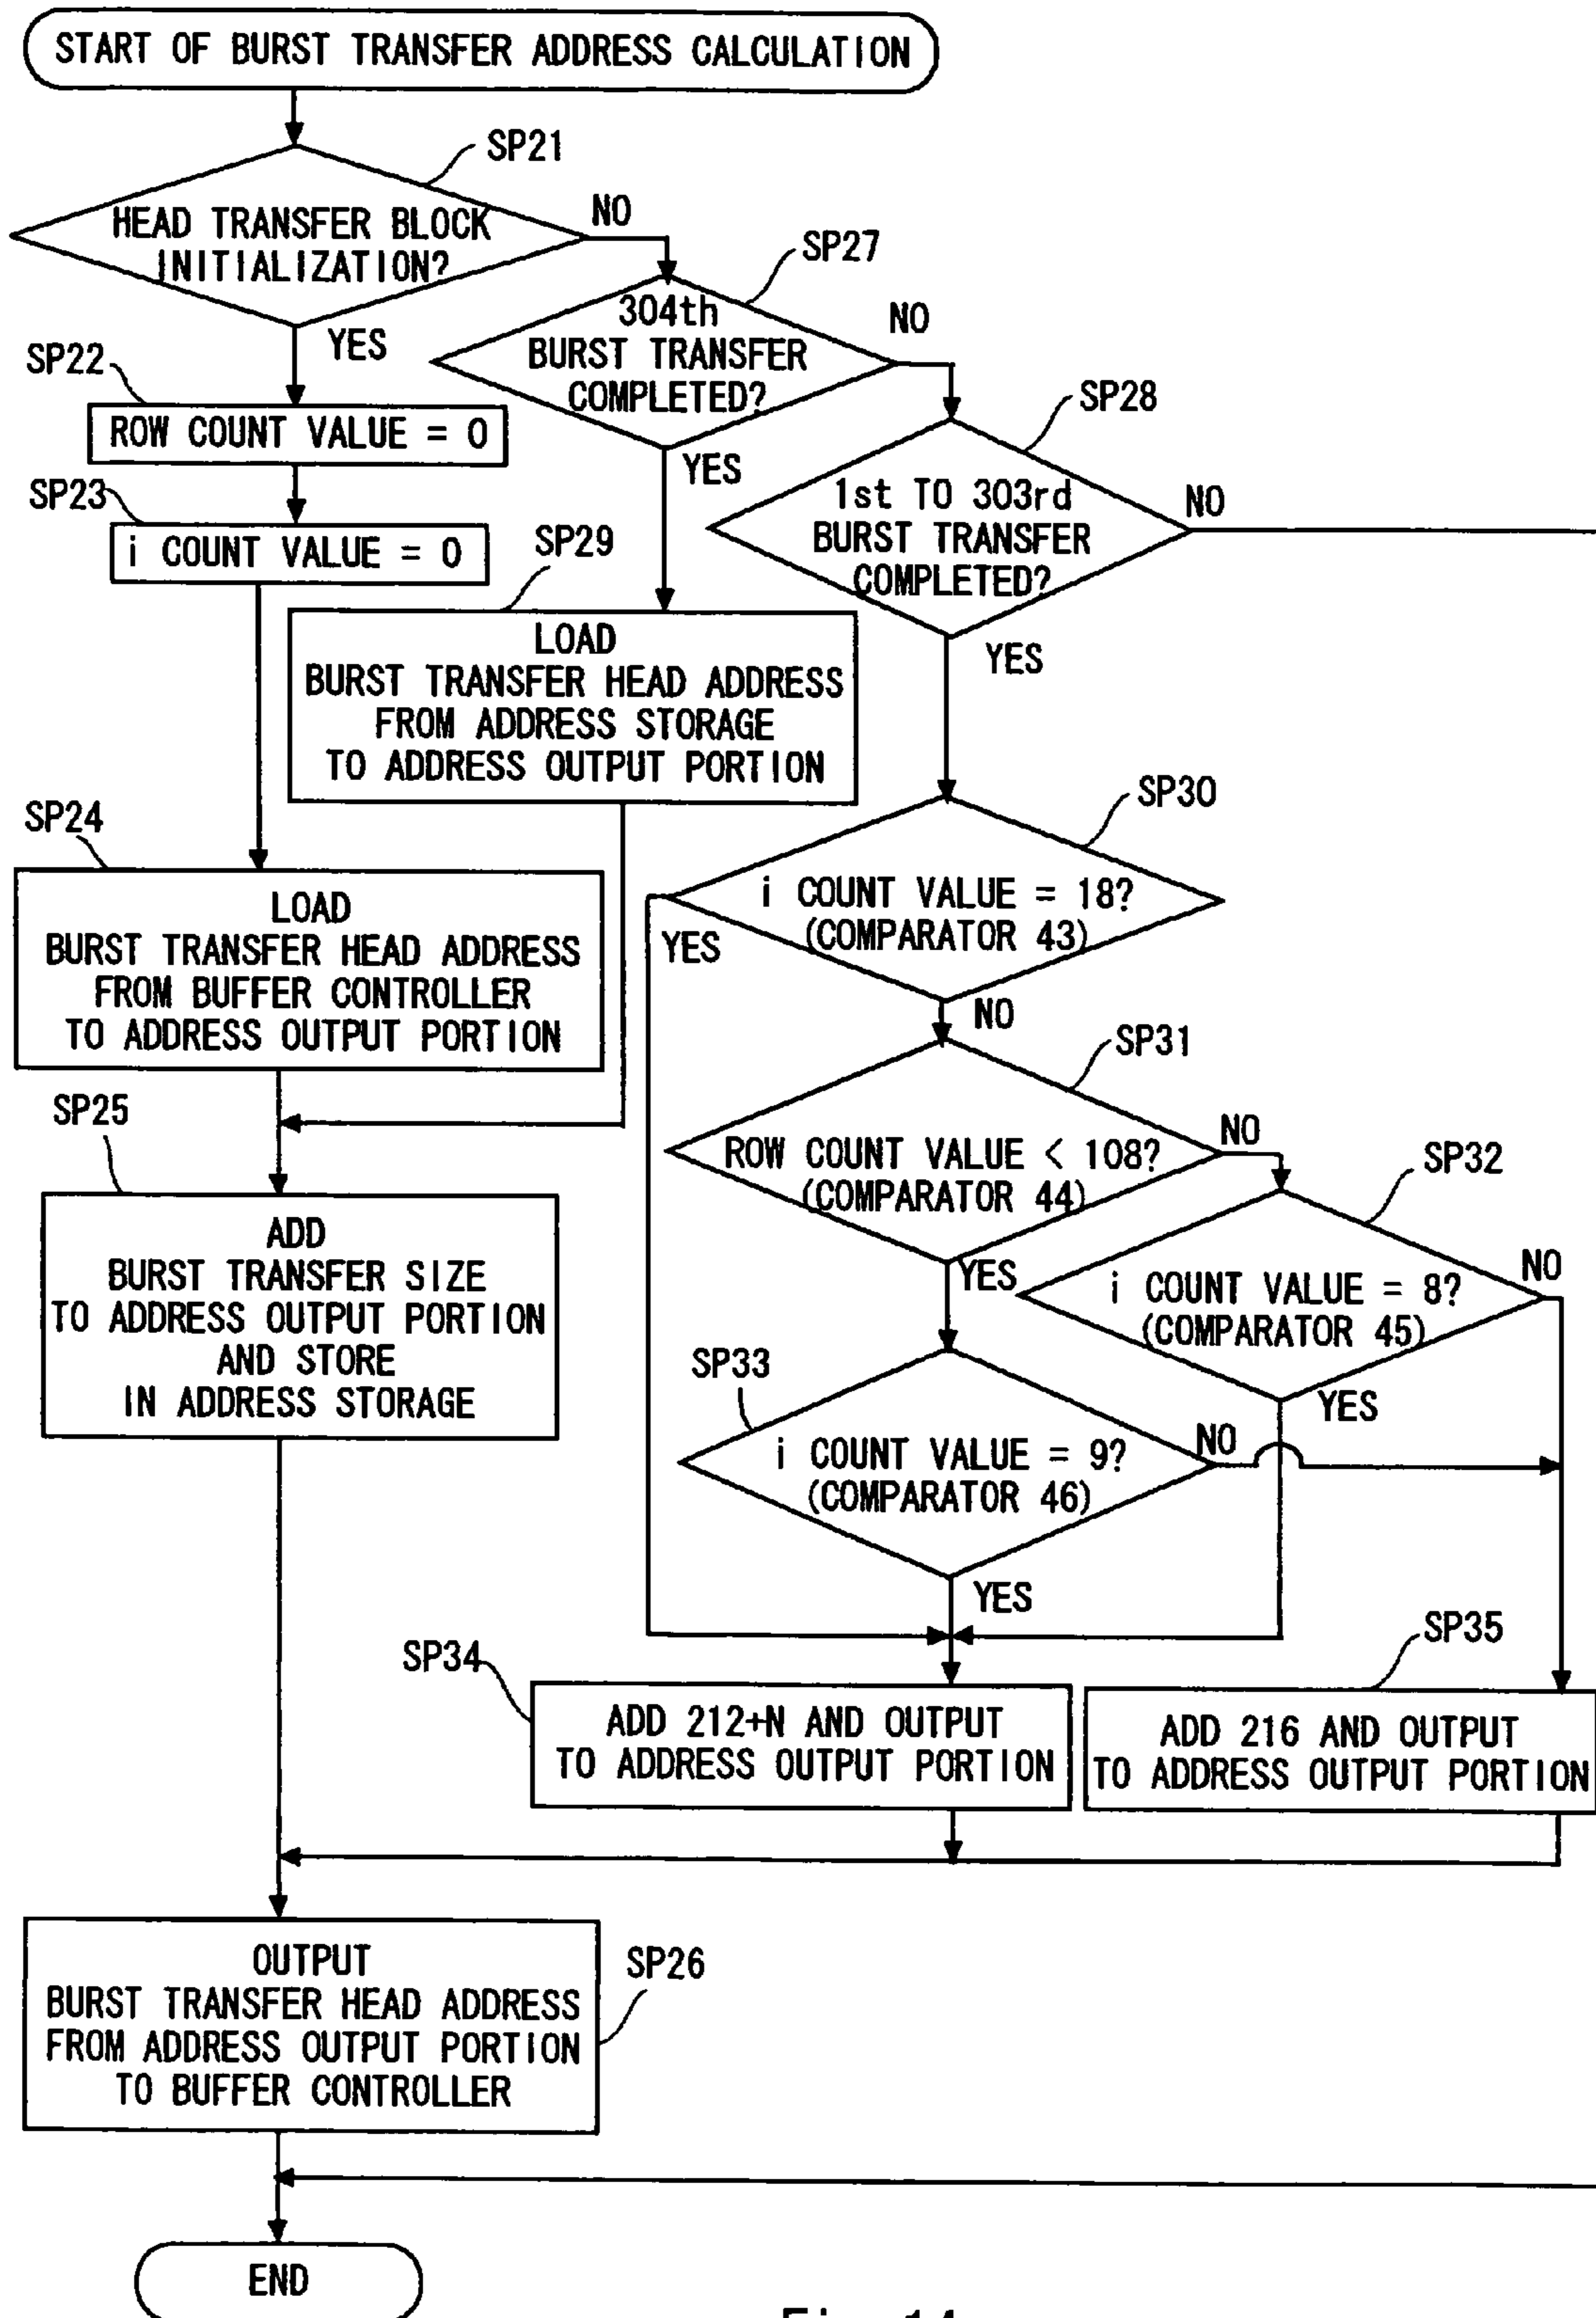 START OF BURST TRANSFER ADDRESS CALCULATION
SP21
HEAD TRANSFER BLOCK
INITIALIZATION?
NO
YES
SP27
304th
BURST TRANSFER
COMPLETED?
NO
YES
SP22
ROW COUNT VALUE = 0
SP28
1st TO 303rd
BURST TRANSFER
COMPLETED?
NO
YES
SP23
i COUNT VALUE = 0
SP29
LOAD
BURST TRANSFER HEAD ADDRESS
FROM ADDRESS STORAGE
TO ADDRESS OUTPUT PORTION
SP24
LOAD
BURST TRANSFER HEAD ADDRESS
FROM BUFFER CONTROLLER
TO ADDRESS OUTPUT PORTION
SP30
i COUNT VALUE = 18?
(COMPARATOR 43)
YES
NO
SP31
ROW COUNT VALUE < 108?
(COMPARATOR 44)
NO
YES
SP25
ADD
BURST TRANSFER SIZE
TO ADDRESS OUTPUT PORTION
AND STORE
IN ADDRESS STORAGE
SP32
i COUNT VALUE = 8?
(COMPARATOR 45)
NO
YES
SP33
i COUNT VALUE = 9?
(COMPARATOR 46)
NO
YES
SP34
ADD 212+N AND OUTPUT
TO ADDRESS OUTPUT PORTION
SP35
ADD 216 AND OUTPUT
TO ADDRESS OUTPUT PORTION
OUTPUT
BURST TRANSFER HEAD ADDRESS
FROM ADDRESS OUTPUT PORTION
TO BUFFER CONTROLLER
SP26
END